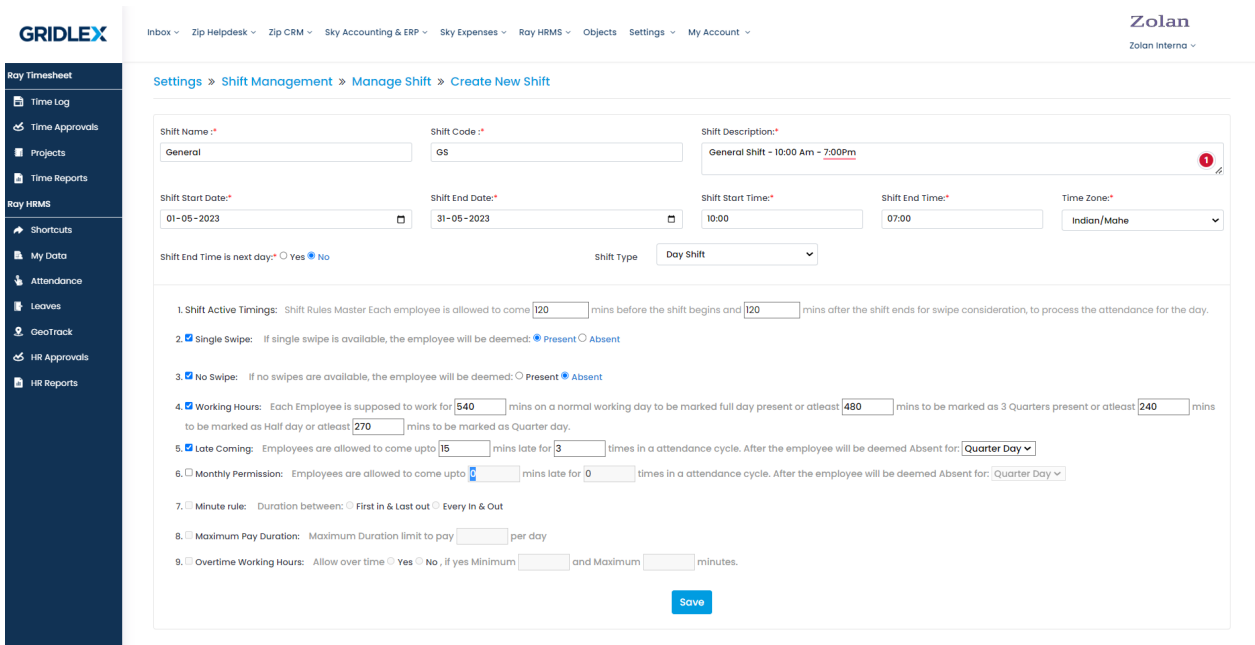 GRIDLEX
Inbox Zip Helpdesk Zip CRM Sky Accounting & ERP Sky Expenses Ray HRMS Objects Settings My Account
Zolan
Zolan Interna
Ray Timesheet
Time Log
Time Approvals
Projects
Time Reports
Ray HRMS
Shortcuts
My Data
Attendance
Leaves
GeoTrack
HR Approvals
HR Reports
Settings » Shift Management » Manage Shift » Create New Shift
Shift Name :* Shift Code :* Shift Description:*
General GS General Shift - 10:00 Am - 7:00Pm
1
Shift Start Date:* Shift End Date:* Shift Start Time:* Shift End Time:* Time Zone:*
01-05-2023 31-05-2023 10:00 07:00 Indian/Mahe
Shift End Time is next day:* Yes No Shift Type Day Shift
1. Shift Active Timings: Shift Rules Master Each employee is allowed to come 120 mins before the shift begins and 120 mins after the shift ends for swipe consideration, to process the attendance for the day.
2. Single Swipe: If single swipe is available, the employee will be deemed: Present Absent
3. No Swipe: If no swipes are available, the employee will be deemed: Present Absent
4. Working Hours: Each Employee is supposed to work for 540 mins on a normal working day to be marked full day present or atleast 480 mins to be marked as 3 Quarters present or atleast 240 mins
to be marked as Half day or atleast 270 mins to be marked as Quarter day.
5. Late Coming: Employees are allowed to come upto 15 mins late for 3 times in a attendance cycle. After the employee will be deemed Absent for: Quarter Day
6. Monthly Permission: Employees are allowed to come upto 0 mins late for 0 times in a attendance cycle. After the employee will be deemed Absent for: Quarter Day
7. Minute rule: Duration between: First in & Last out Every In & Out
8. Maximum Pay Duration: Maximum Duration limit to pay per day
9. Overtime Working Hours: Allow over time Yes No , if yes Minimum and Maximum minutes.
Save